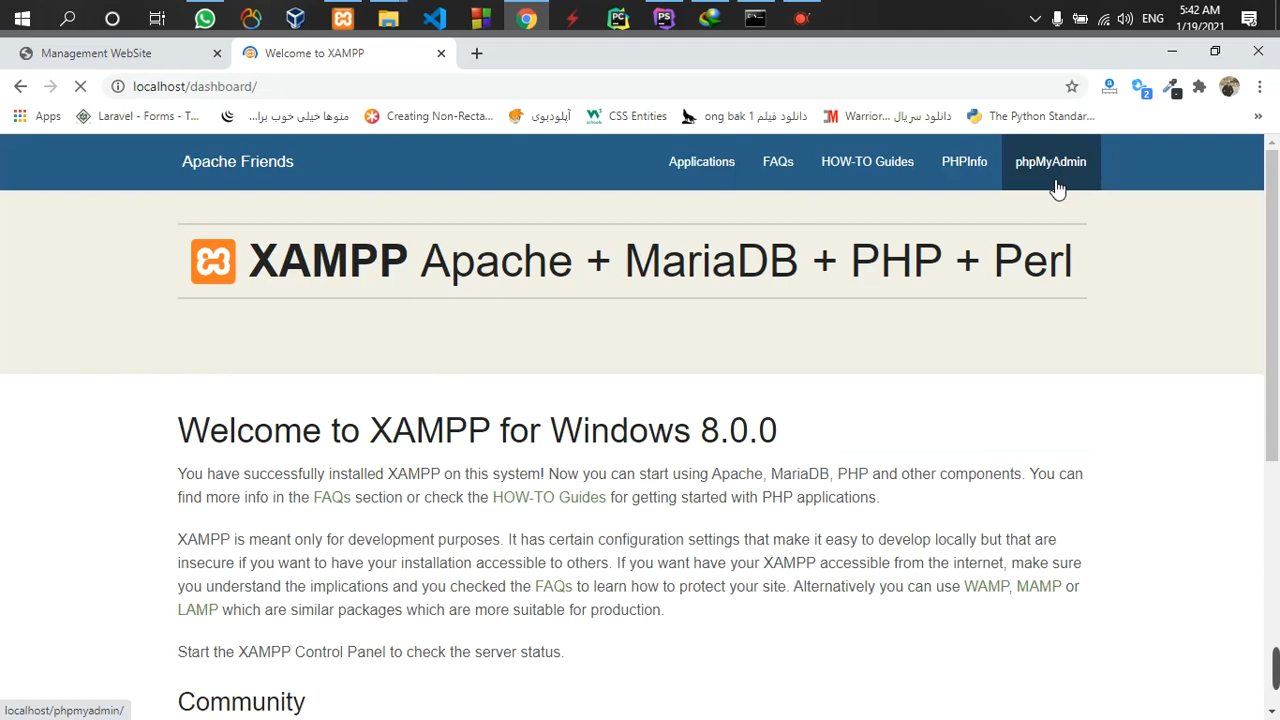 5:42 AM
ENG
1/19/2021
Management WebSite
Welcome to XAMPP
localhost/dashboard/
Apps
Laravel - Forms - T...
منوها خیلی خوب برا...
Creating Non-Recta...
آپلودیوی
CSS Entities
دانلود فیلم ong bak 1
دانلود سریال Warrior...
The Python Standar...
»
Apache Friends
Applications
FAQs
HOW-TO Guides
PHPInfo
phpMyAdmin
XAMPP Apache + MariaDB + PHP + Perl
Welcome to XAMPP for Windows 8.0.0
You have successfully installed XAMPP on this system! Now you can start using Apache, MariaDB, PHP and other components. You can
find more info in the FAQs section or check the HOW-TO Guides for getting started with PHP applications.
XAMPP is meant only for development purposes. It has certain configuration settings that make it easy to develop locally but that are
insecure if you want to have your installation accessible to others. If you want have your XAMPP accessible from the internet, make sure
you understand the implications and you checked the FAQs to learn how to protect your site. Alternatively you can use WAMP, MAMP or
LAMP which are similar packages which are more suitable for production.
Start the XAMPP Control Panel to check the server status.
Community
localhost/phpmyadmin/